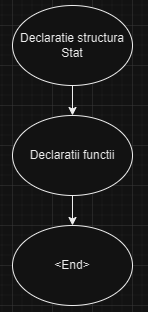 Declaratie structura
Stat
Declaratii functii
<End>